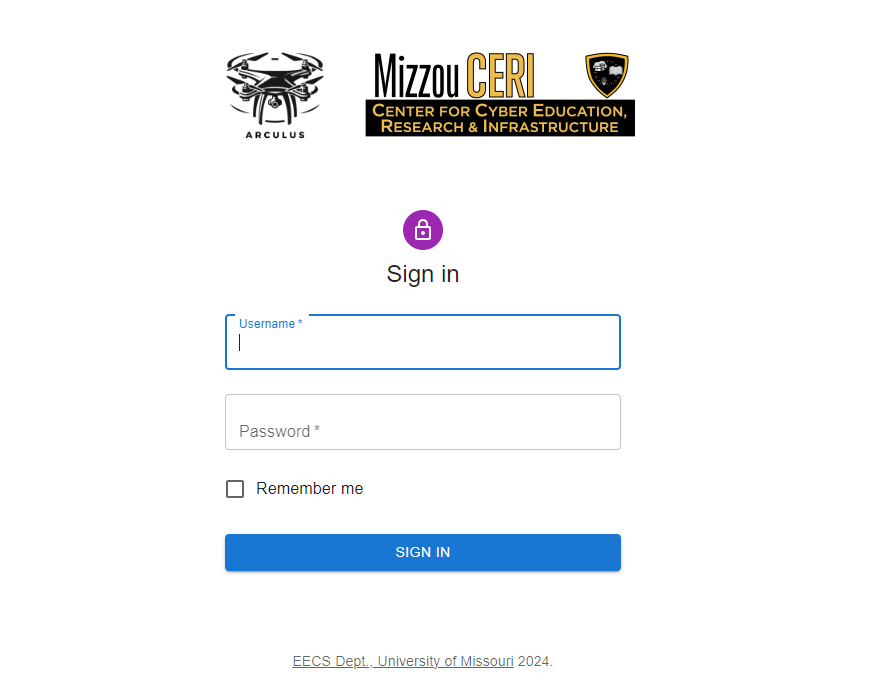 ARCULUS
Mizzou CERI
CENTER FOR CYBER EDUCATION,
RESEARCH & INFRASTRUCTURE
Sign in
Username *
Password *
Remember me
SIGN IN
EECS Dept., University of Missouri 2024.